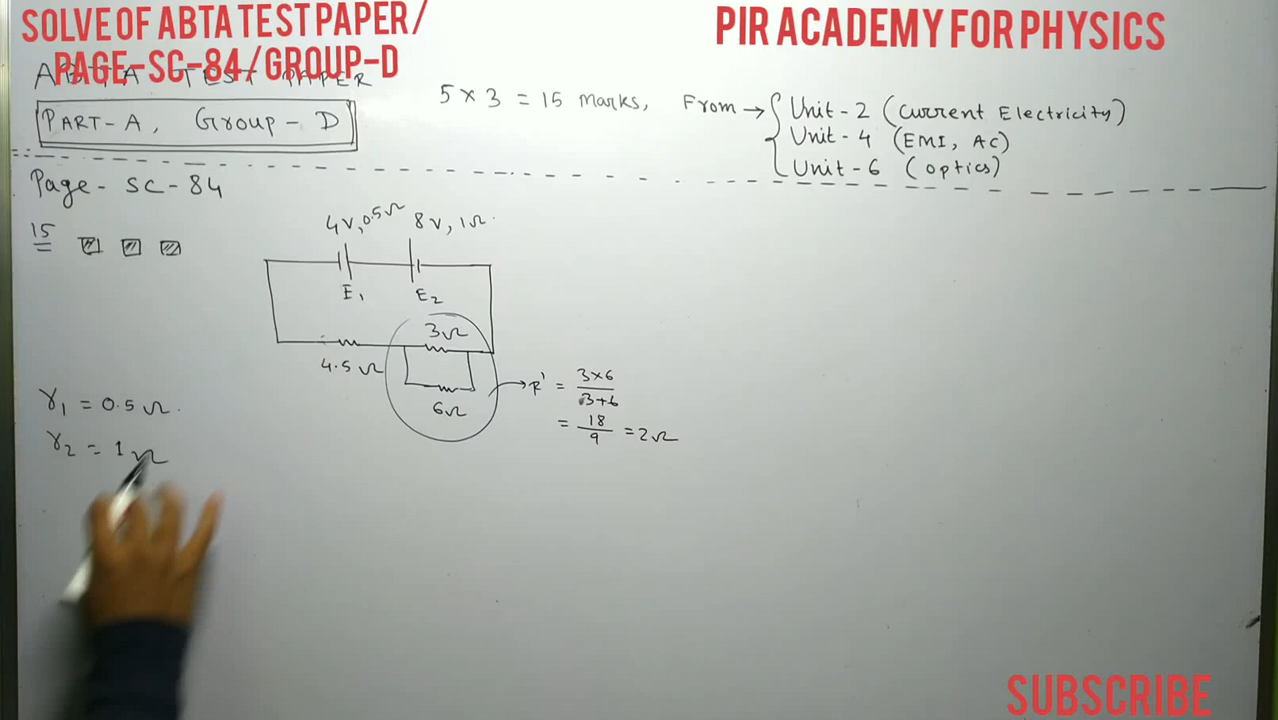 SOLVE OF ABTA TEST PAPER/
PAGE-SC-84/GROUP-D
PIR ACADEMY FOR PHYSICS
ABTA TEST PAPER
PART-A, GROUP-D
5 × 3 = 15 marks, From → Unit-2 (Current Electricity)
Unit-4 (EMI, AC)
Unit-6 (optics)
Page- SC-84
15
4V, 0.5Ω 8V, 1Ω
E₁ E₂
3Ω
4.5Ω
6Ω
→ R' = 3×6/3+6
= 18/9 = 2Ω
r₁ = 0.5Ω
r₂ = 1Ω
SUBSCRIBE